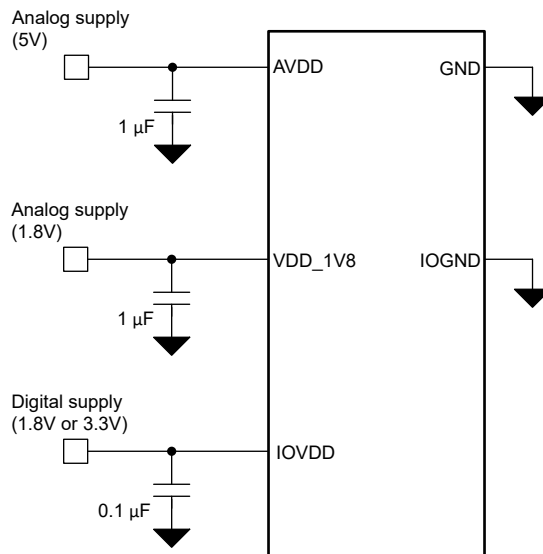 Analog supply
(5V)
AVDD
GND
1 µF
Analog supply
(1.8V)
VDD_1V8
IOGND
1 µF
Digital supply
(1.8V or 3.3V)
IOVDD
0.1 µF